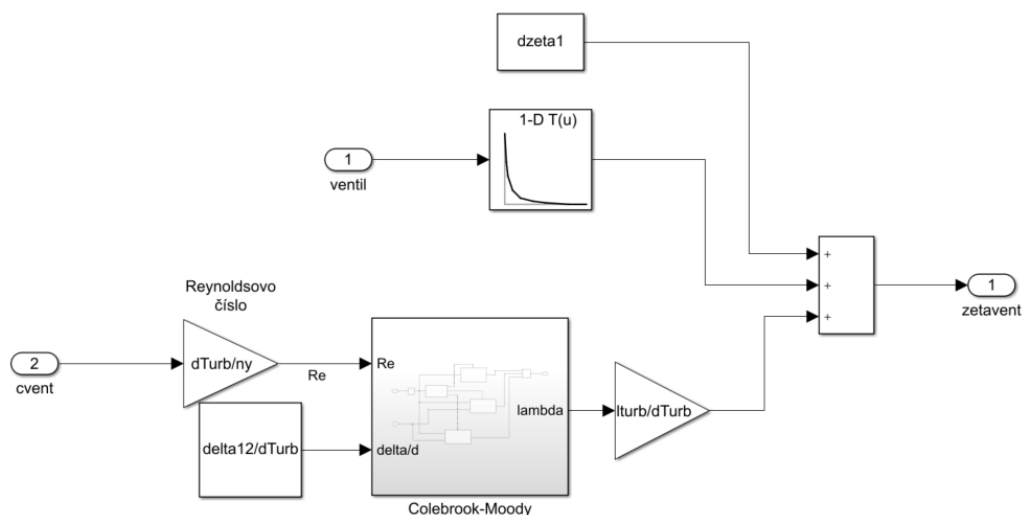 dzeta1
1-D T(u)
1
ventil
+
+
+
1
zetavent
Reynoldsovo
číslo
2
cvent
dTurb/ny
Re
Re
lambda
lturb/dTurb
delta12/dTurb
delta/d
Colebrook-Moody